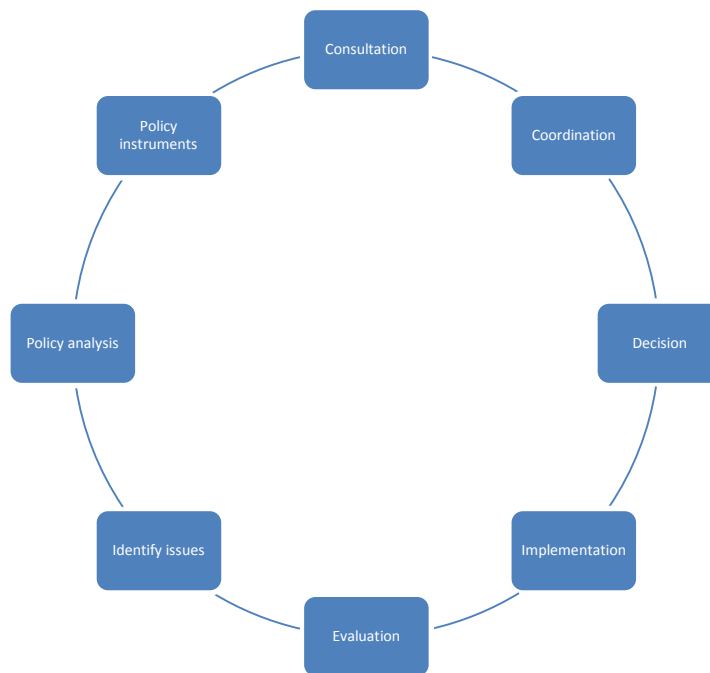 Consultation
Policy
instruments
Coordination
Policy analysis
Decision
Identify issues
Implementation
Evaluation